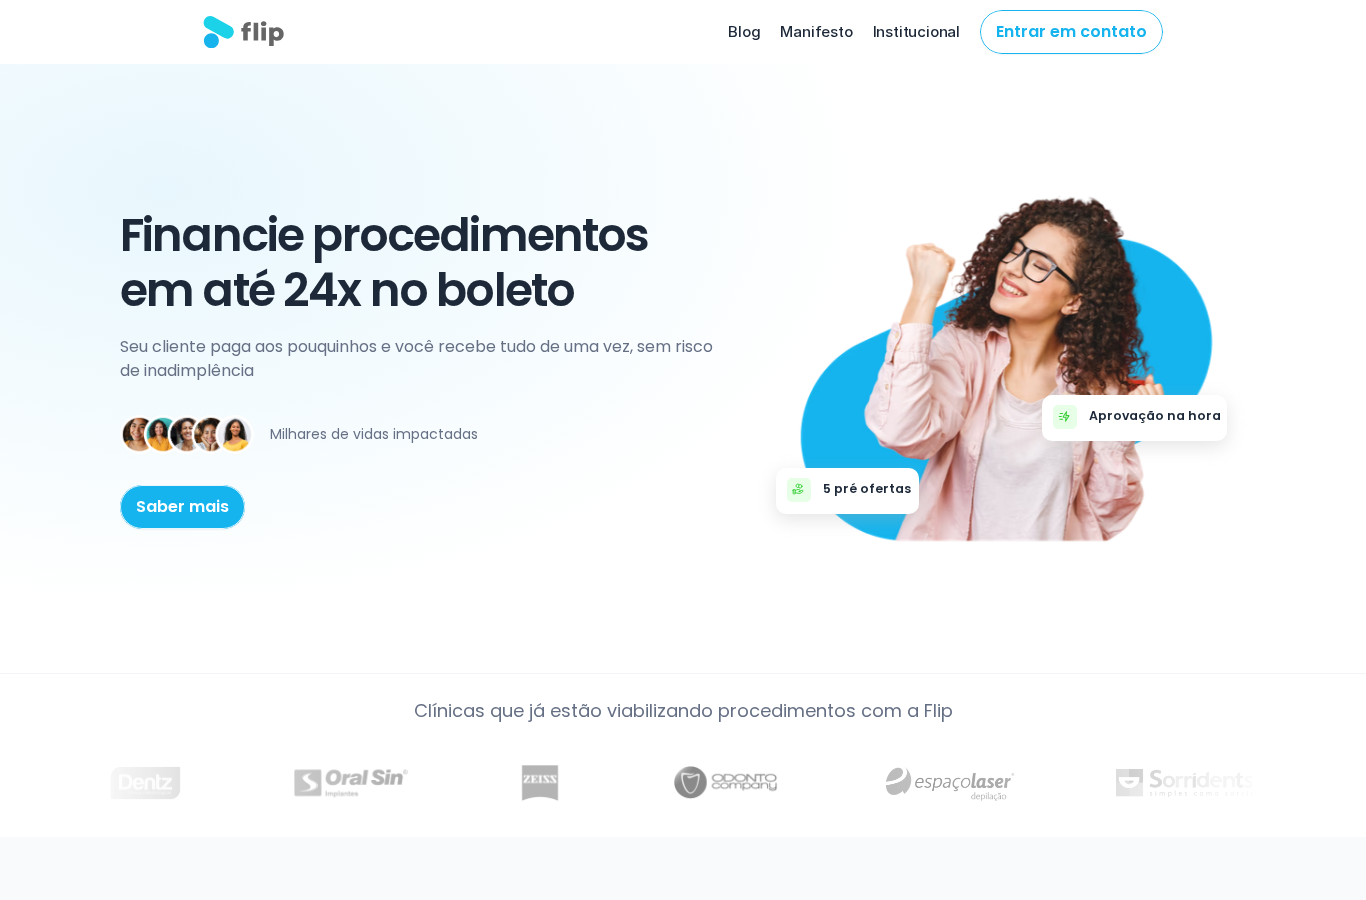 flip
Blog
Manifesto
Institucional
Entrar em contato
Financie procedimentos
em até 24x no boleto
Seu cliente paga aos pouquinhos e você recebe tudo de uma vez, sem risco
de inadimplência
Milhares de vidas impactadas
Saber mais
Aprovação na hora
5 pré ofertas
Clínicas que já estão viabilizando procedimentos com a Flip
Dentz
Oral Sin
Implantes
ZEISS
ODONTO
company
espaçolaser
depilação
Sorridents